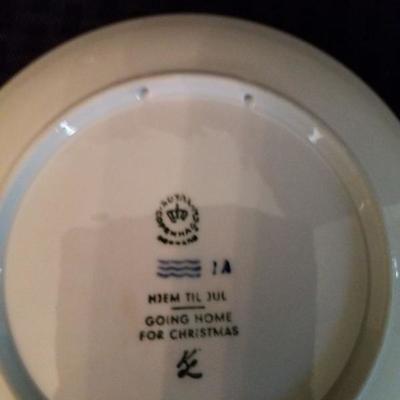 ROYAL
COPENHAGEN
DENMARK
1A
HJEM TIL JUL
GOING HOME
FOR CHRISTMAS